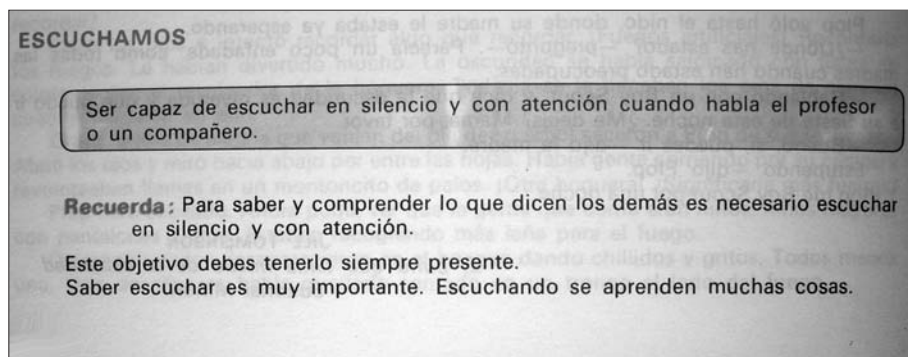 ESCUCHAMOS
Ser capaz de escuchar en silencio y con atención cuando habla el profesor
o un compañero.
Recuerda: Para saber y comprender lo que dicen los demás es necesario escuchar
en silencio y con atención.
Este objetivo debes tenerlo siempre presente.
Saber escuchar es muy importante. Escuchando se aprenden muchas cosas.